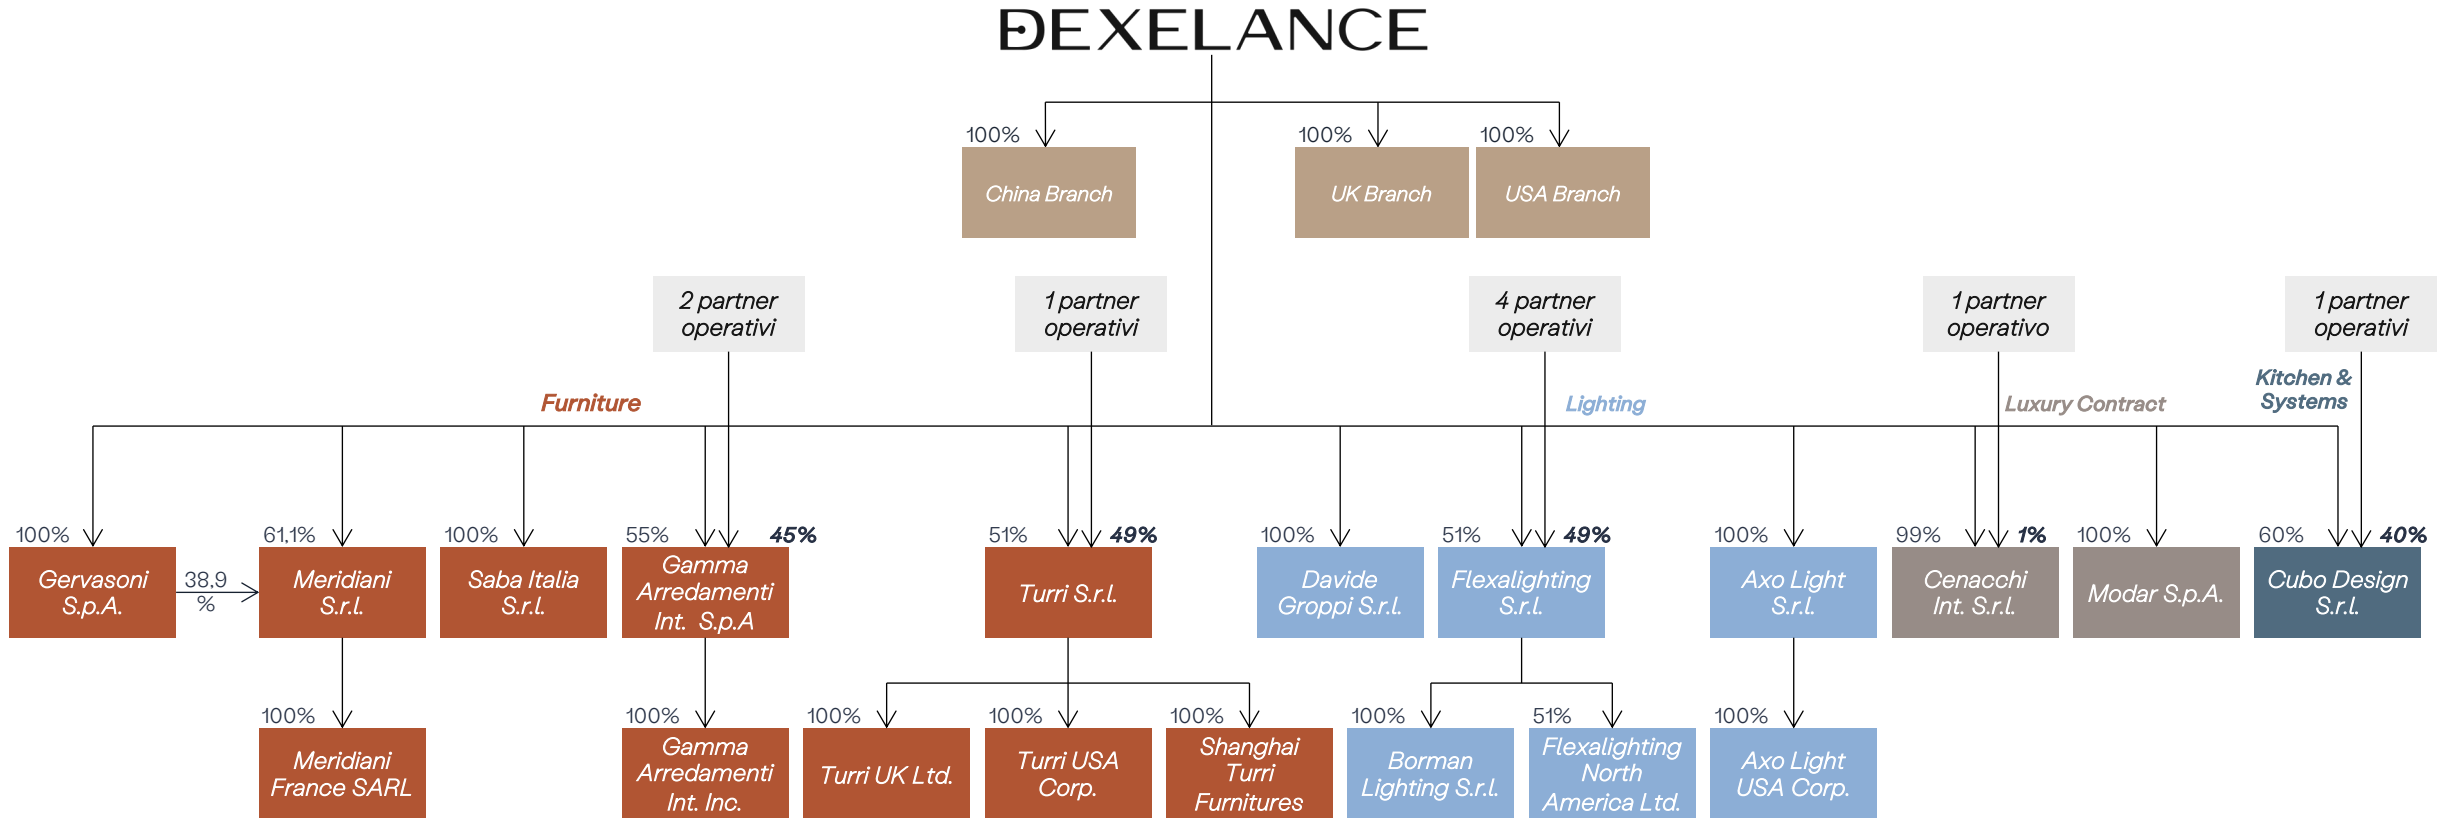 DEXELANCE
100%
100%
100%
China Branch
UK Branch
USA Branch
2 partner
operativi
1 partner
operativi
4 partner
operativi
1 partner
operativo
1 partner
operativi
Furniture
Lighting
Luxury Contract
Kitchen &
Systems
100%
61,1%
100%
55%
45%
51%
49%
100%
51%
49%
100%
99%
1%
100%
60%
40%
Gervasoni
S.p.A.
38,9
%
Meridiani
S.r.l.
Saba Italia
S.r.l.
Gamma
Arredamenti
Int. S.p.A
Turri S.r.l.
Davide
Groppi S.r.l.
Flexalighting
S.r.l.
Axo Light
S.r.l.
Cenacchi
Int. S.r.l.
Modar S.p.A.
Cubo Design
S.r.l.
100%
100%
100%
100%
100%
100%
51%
100%
Meridiani
France SARL
Gamma
Arredamenti
Int. Inc.
Turri UK Ltd.
Turri USA
Corp.
Shanghai
Turri
Furnitures
Borman
Lighting S.r.l.
Flexalighting
North
America Ltd.
Axo Light
USA Corp.